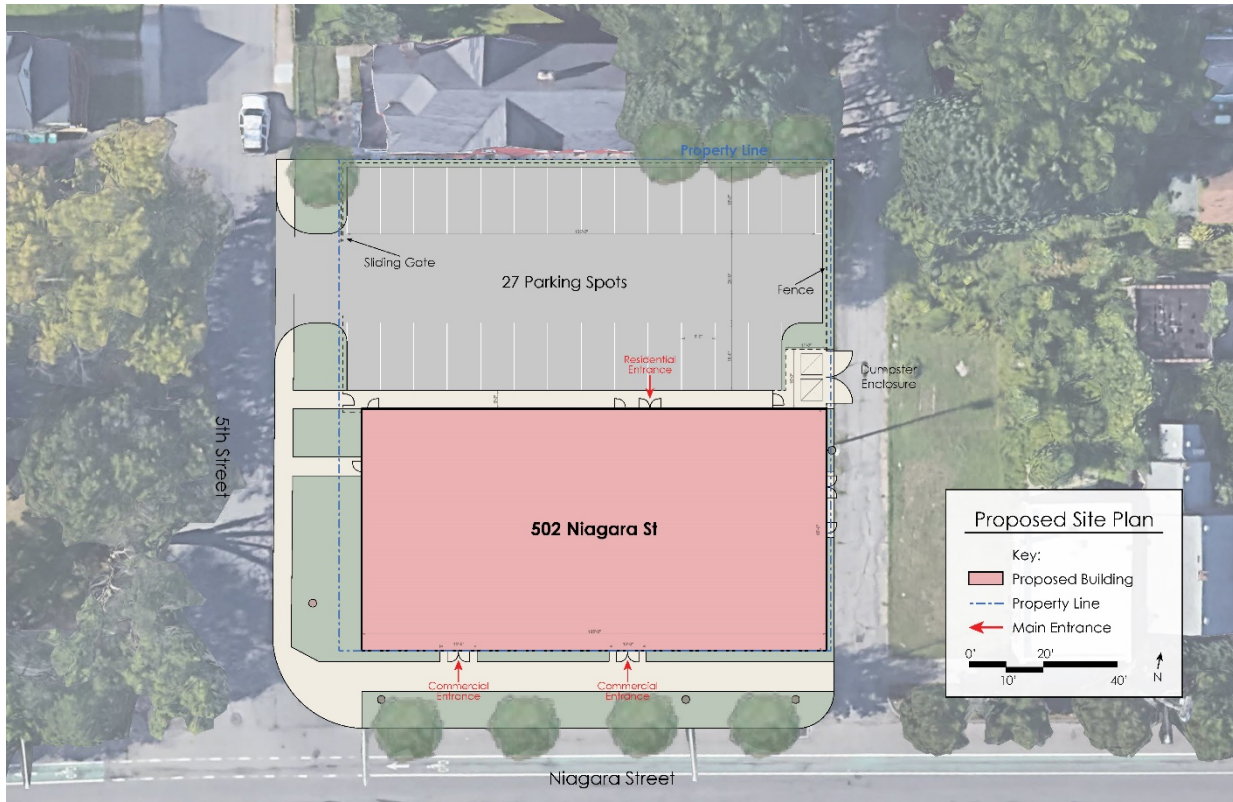 Property Line
Sliding Gate
27 Parking Spots
Fence
Residential
Entrance
Dumpster
Enclosure
5th Street
502 Niagara St
Commercial
Entrance
Commercial
Entrance
Niagara Street
Proposed Site Plan
Key:
Proposed Building
Property Line
Main Entrance
0' 20'
10' 40'
N